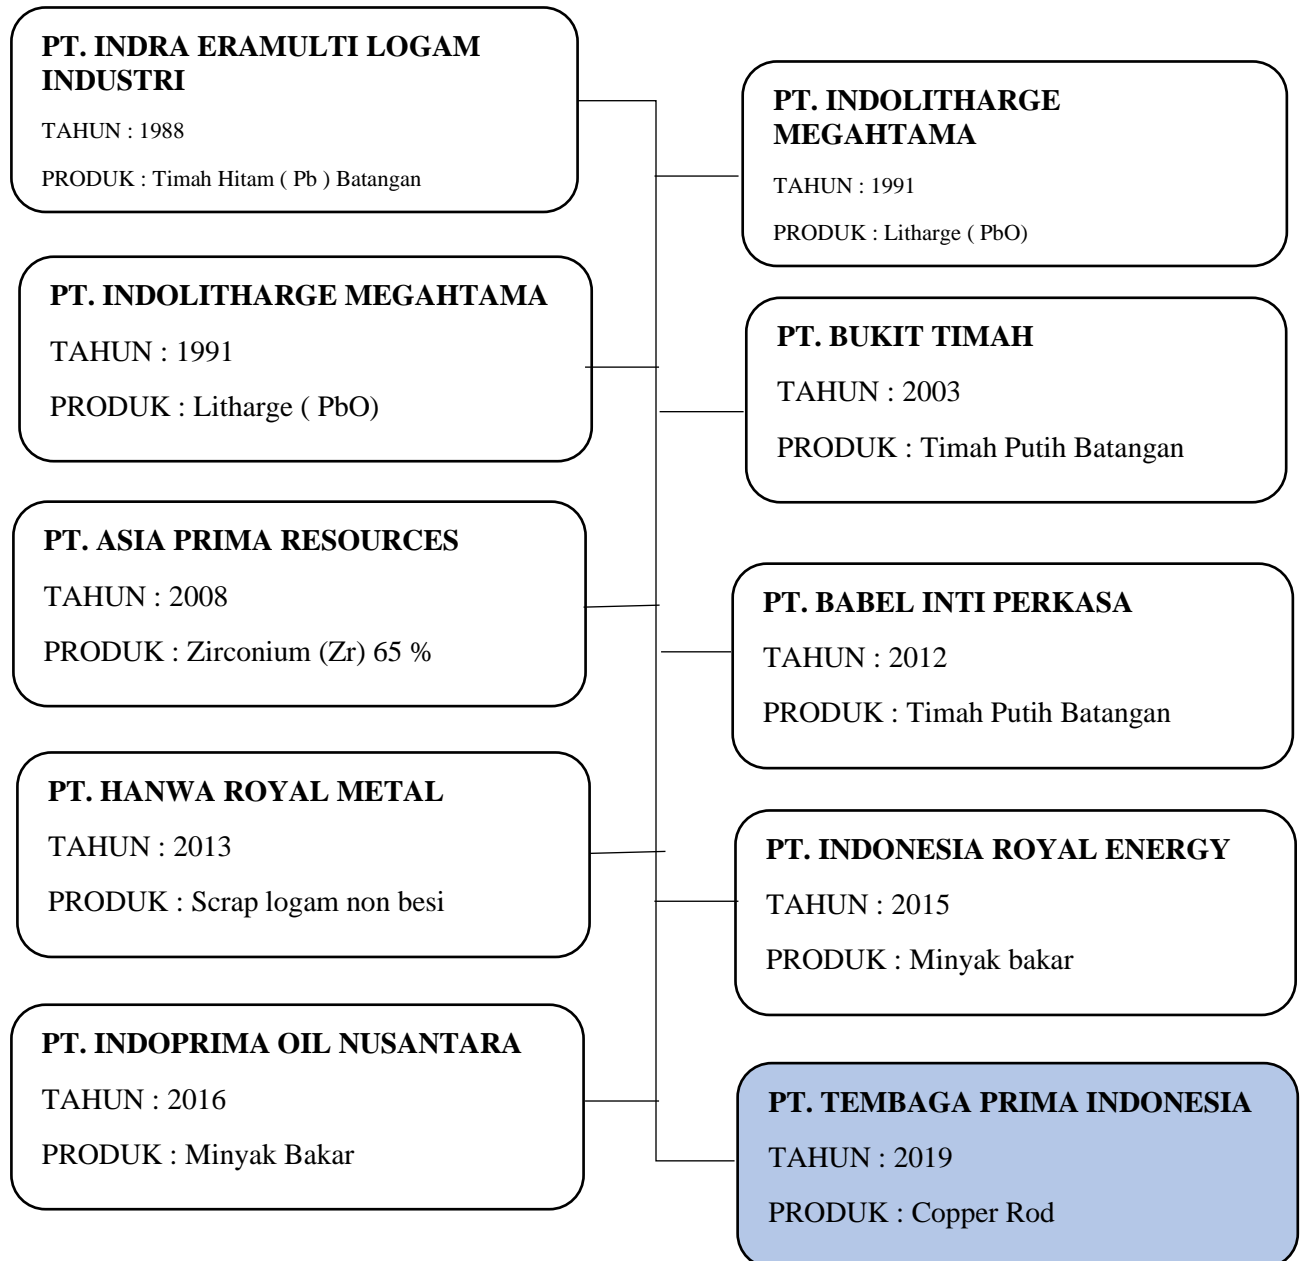 PT. INDRA ERAMULTI LOGAM
INDUSTRI
TAHUN : 1988
PRODUK : Timah Hitam ( Pb ) Batangan
PT. INDOLITHARGE
MEGAHTAMA
TAHUN : 1991
PRODUK : Litharge ( PbO)
PT. INDOLITHARGE MEGAHTAMA
TAHUN : 1991
PRODUK : Litharge ( PbO)
PT. BUKIT TIMAH
TAHUN : 2003
PRODUK : Timah Putih Batangan
PT. ASIA PRIMA RESOURCES
TAHUN : 2008
PRODUK : Zirconium (Zr) 65 %
PT. BABEL INTI PERKASA
TAHUN : 2012
PRODUK : Timah Putih Batangan
PT. HANWA ROYAL METAL
TAHUN : 2013
PRODUK : Scrap logam non besi
PT. INDONESIA ROYAL ENERGY
TAHUN : 2015
PRODUK : Minyak bakar
PT. INDOPRIMA OIL NUSANTARA
TAHUN : 2016
PRODUK : Minyak Bakar
PT. TEMBAGA PRIMA INDONESIA
TAHUN : 2019
PRODUK : Copper Rod